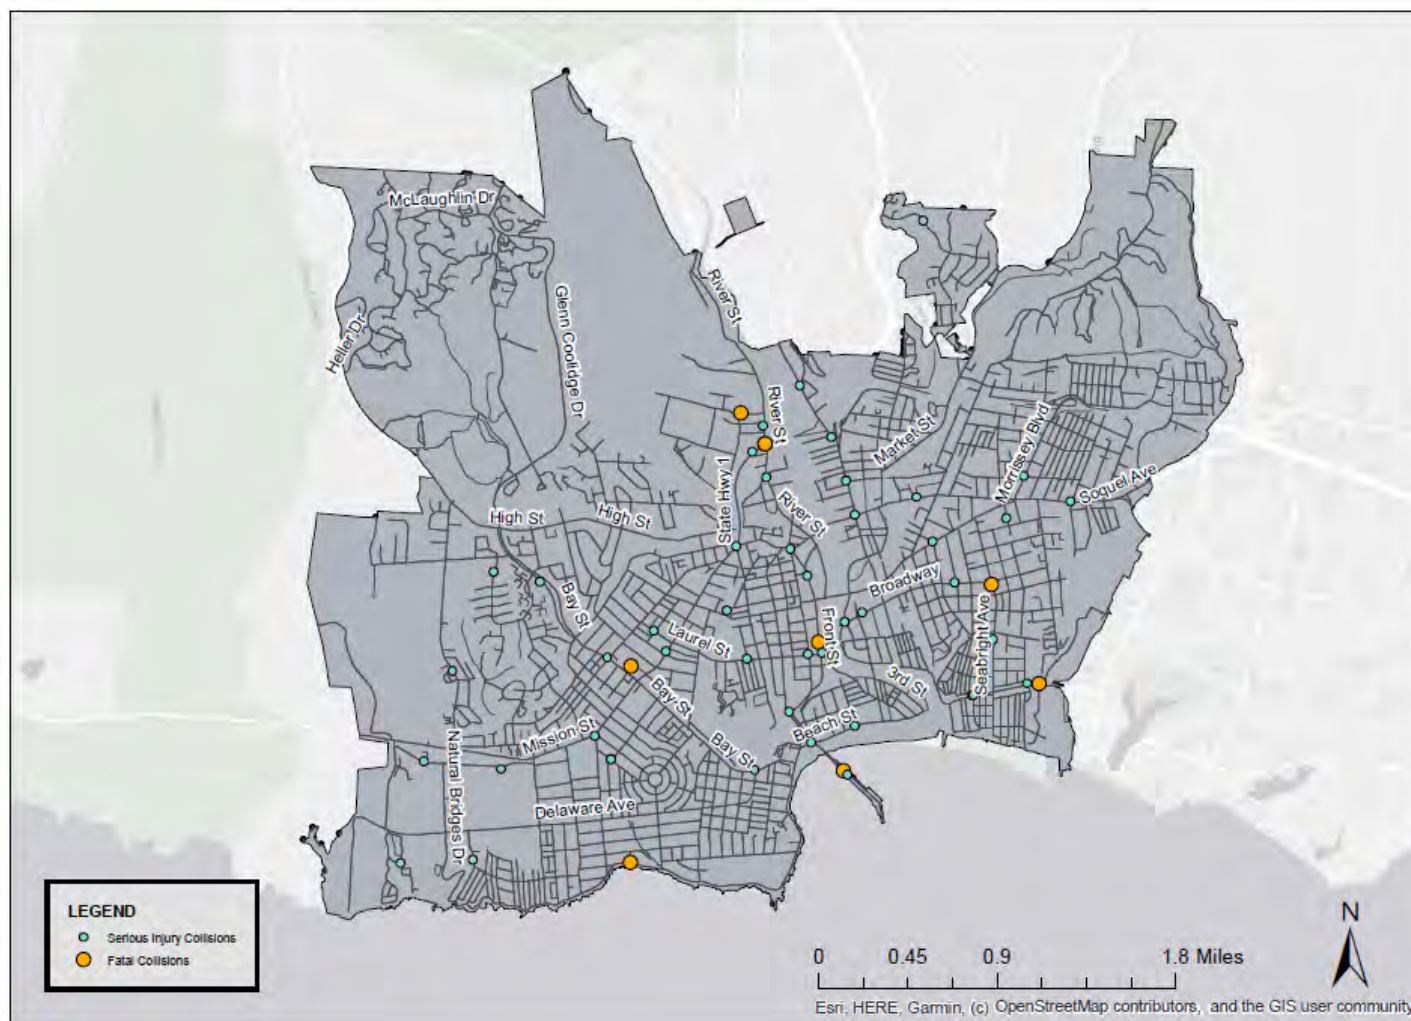 McLaughlin Dr
River St
Glenn Coolidge Dr
Heller Dr
River St
Market St
Morrissey Blvd
Soquel Ave
State Hwy 1
River St
High St
High St
Broadway
Bay St
Seabright Ave
Front St
Laurel St
3rd St
Bay St
Beach St
Mission St
Bay St
Natural Bridges Dr
Delaware Ave
LEGEND
Serious Injury Collisions
Fatal Collisions
N
0 0.45 0.9 1.8 Miles
Esri, HERE, Garmin, (c) OpenStreetMap contributors, and the GIS user community